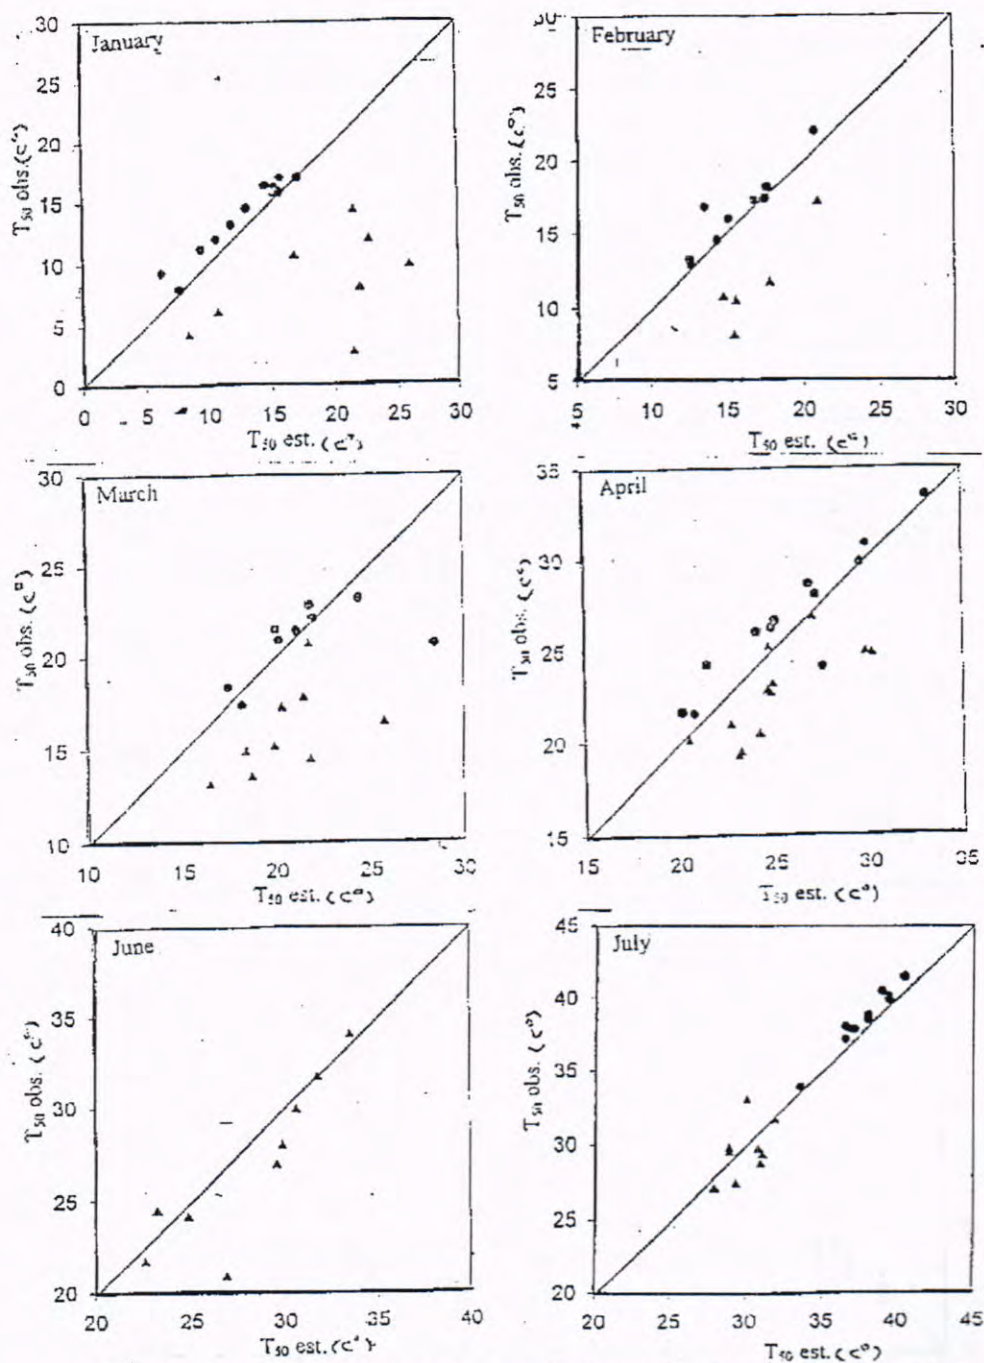 January
30
25
20
15
10
5
0
T₅₀ obs. (c°)
0 5 10 15 20 25 30
T₅₀ est. (c°)
February
30
25
20
15
10
5
T₅₀ obs. (c°)
5 10 15 20 25 30
T₅₀ est. (c°)
March
30
25
20
15
10
T₅₀ obs. (c°)
10 20 30
T₅₀ est. (c°)
April
35
30
25
20
15
T₅₀ obs. (c°)
15 20 25 30 35
T₅₀ est. (c°)
June
40
35
30
25
20
T₅₀ obs. (c°)
20 25 30 35 40
T₅₀ est. (c°)
July
45
40
35
30
25
20
T₅₀ obs. (c°)
20 25 30 35 40 45
T₅₀ est. (c°)